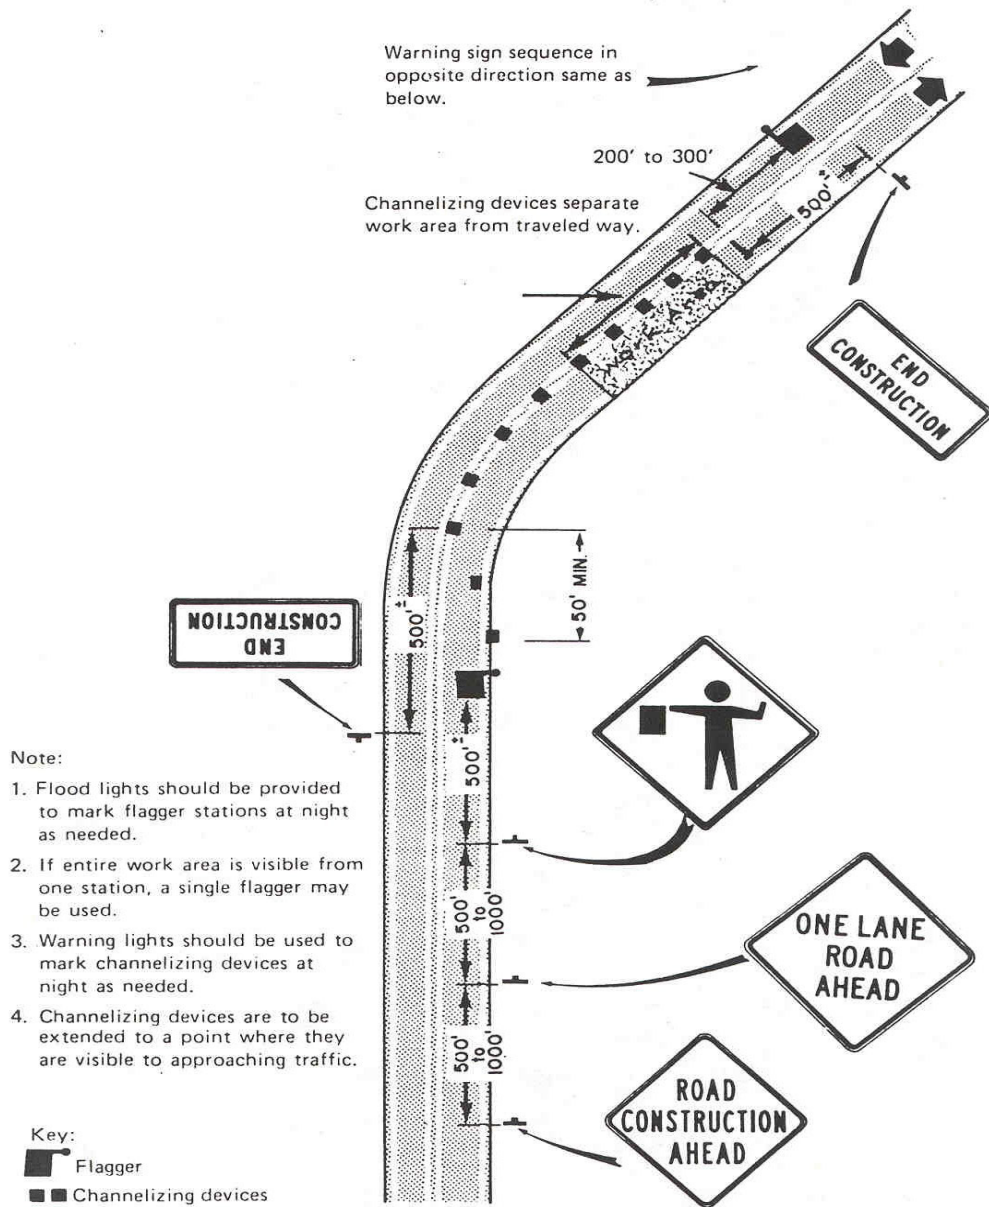 Warning sign sequence in
opposite direction same as
below.
200' to 300'
Channelizing devices separate
work area from traveled way.
500'±
Work Area
END
CONSTRUCTION
500'±
50' MIN.
END
CONSTRUCTION
500'±
500'
to
1000'
ONE LANE
ROAD
AHEAD
500'
to
1000'
ROAD
CONSTRUCTION
AHEAD
Note:
1. Flood lights should be provided
to mark flagger stations at night
as needed.
2. If entire work area is visible from
one station, a single flagger may
be used.
3. Warning lights should be used to
mark channelizing devices at
night as needed.
4. Channelizing devices are to be
extended to a point where they
are visible to approaching traffic.
Key:
Flagger
Channelizing devices